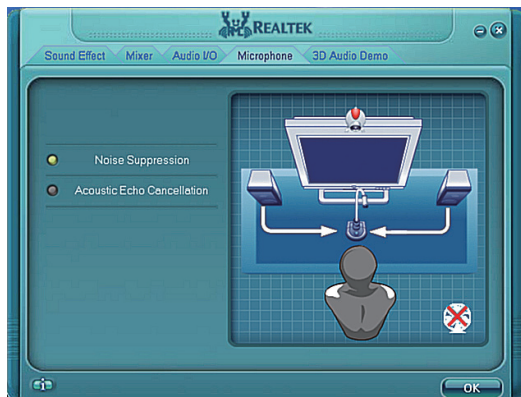 REALTEK
Sound Effect Mixer Audio I/O Microphone 3D Audio Demo
Noise Suppression
Acoustic Echo Cancellation
OK